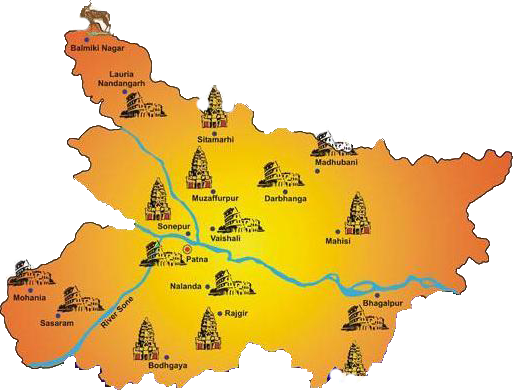 Balmiki Nagar
Lauria
Nandangarh
Sitamarhi
Madhubani
Muzaffurpur
Darbhanga
Sonepur
Vaishali
Mahisi
Patna
Nalanda
Mohania
Bhagalpur
Sasaram
River Sone
Rajgir
Bodhgaya